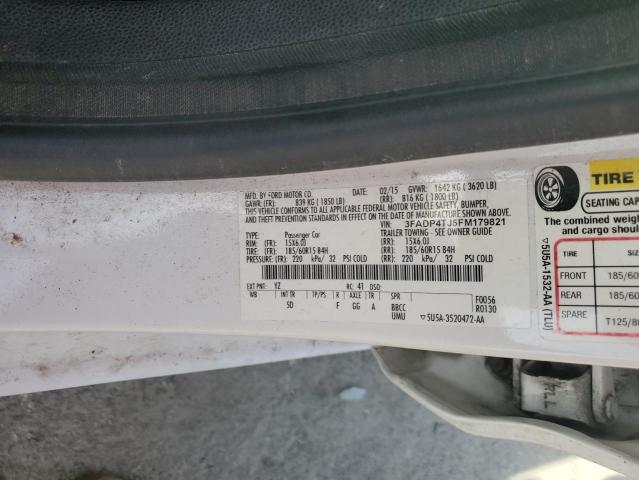 MFD. BY FORD MOTOR CO.
DATE: 02/15 GVWR: 1642 KG ( 3620 LB)
GAWR: (FR): 839 KG ( 1850 LB) (RR): 816 KG ( 1800 LB)
THIS VEHICLE CONFORMS TO ALL APPLICABLE FEDERAL MOTOR VEHICLE SAFETY, BUMPER,
AND THEFT PREVENTION STANDARDS IN EFFECT ON THE DATE OF MANUFACTURE SHOWN ABOVE.
VIN: 3FADP4TJ5FM179821
TYPE: Passenger Car TRAILER TOWING - SEE OWNER GUIDE
RIM: (FR): 15X6.0J (RR): 15X6.0J
TIRE: (FR): 185/60R15 84H (RR): 185/60R15 84H
PRESSURE: (FR): 220 kPa/ 32 PSI COLD (RR): 220 kPa/ 32 PSI COLD
EXT PNT: YZ RC: 41 DSO:
WB INT TR TP/PS R AXLE TR SPR F0056
5D F GG A BBCC R0130
UMU ▽5U5A-3520472-AA
▽5U5A-1532-AA (TLU)
TIRE
SEATING CAPA
The combined weight
and cargo shou
TIRE SIZ
FRONT 185/60
REAR 185/60
SPARE T125/80